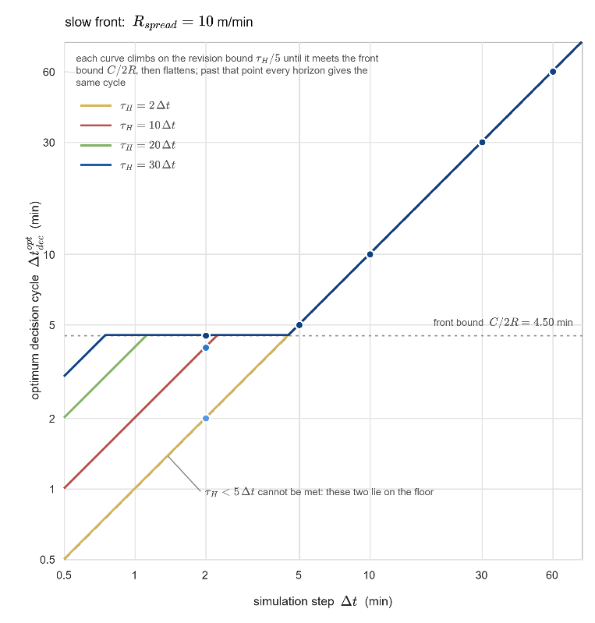 slow front: R_spread = 10 m/min
each curve climbs on the revision bound τ_H/5 until it meets the front
bound C/2R, then flattens; past that point every horizon gives the
same cycle
τ_H = 2 Δt
τ_H = 10 Δt
τ_H = 20 Δt
τ_H = 30 Δt
optimum decision cycle Δt_dec^opt (min)
60
30
10
5
2
1
0.5
front bound C/2R = 4.50 min
τ_H < 5 Δt cannot be met: these two lie on the floor
0.5 1 2 5 10 30 60
simulation step Δt (min)